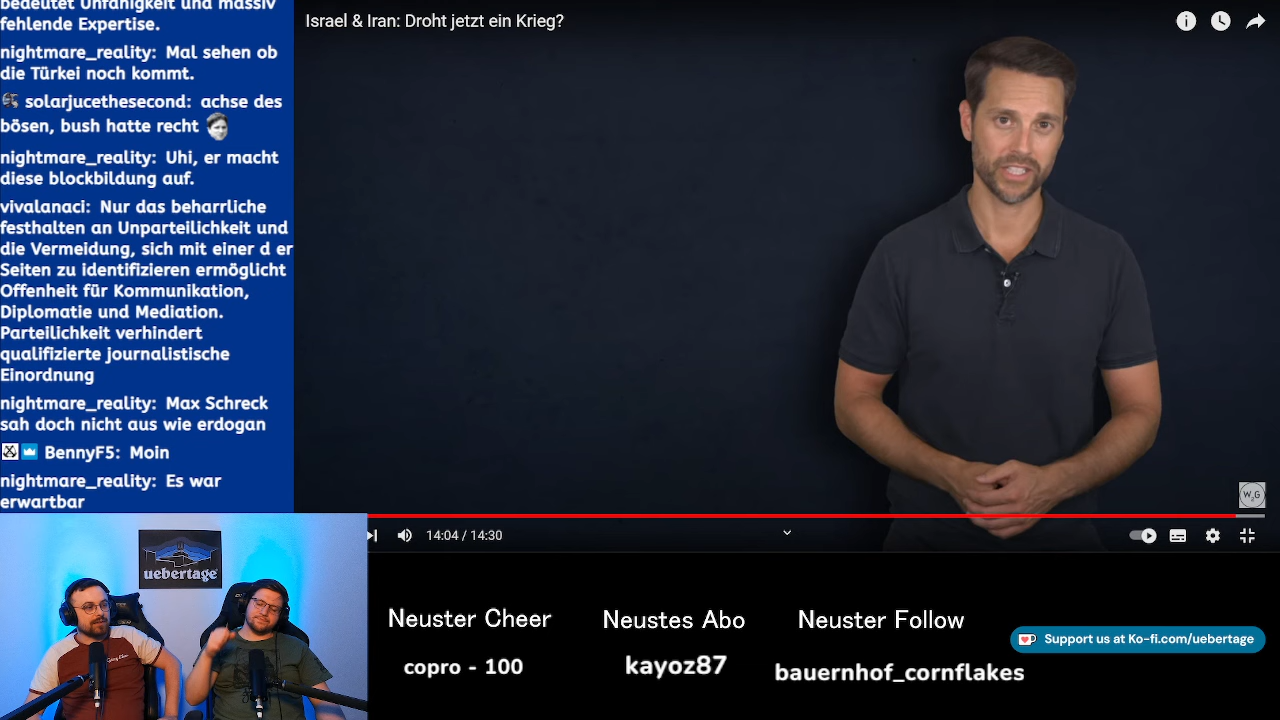 bedeutet Unfähigkeit und massiv
fehlende Expertise.
nightmare_reality: Mal sehen ob
die Türkei noch kommt.
solarjucethesecond: achse des
bösen, bush hatte recht
nightmare_reality: Uhi, er macht
diese blockbildung auf.
vivalanaci: Nur das beharrliche
festhalten an Unparteilichkeit und
die Vermeidung, sich mit einer d er
Seiten zu identifizieren ermöglicht
Offenheit für Kommunikation,
Diplomatie und Mediation.
Parteilichkeit verhindert
qualifizierte journalistische
Einordnung
nightmare_reality: Max Schreck
sah doch nicht aus wie erdogan
BennyF5: Moin
nightmare_reality: Es war
erwartbar
Israel & Iran: Droht jetzt ein Krieg?
W2G
14:04 / 14:30
uebertage
Neuster Cheer
copro - 100
Neustes Abo
kayoz87
Neuster Follow
bauernhof_cornflakes
Support us at Ko-fi.com/uebertage